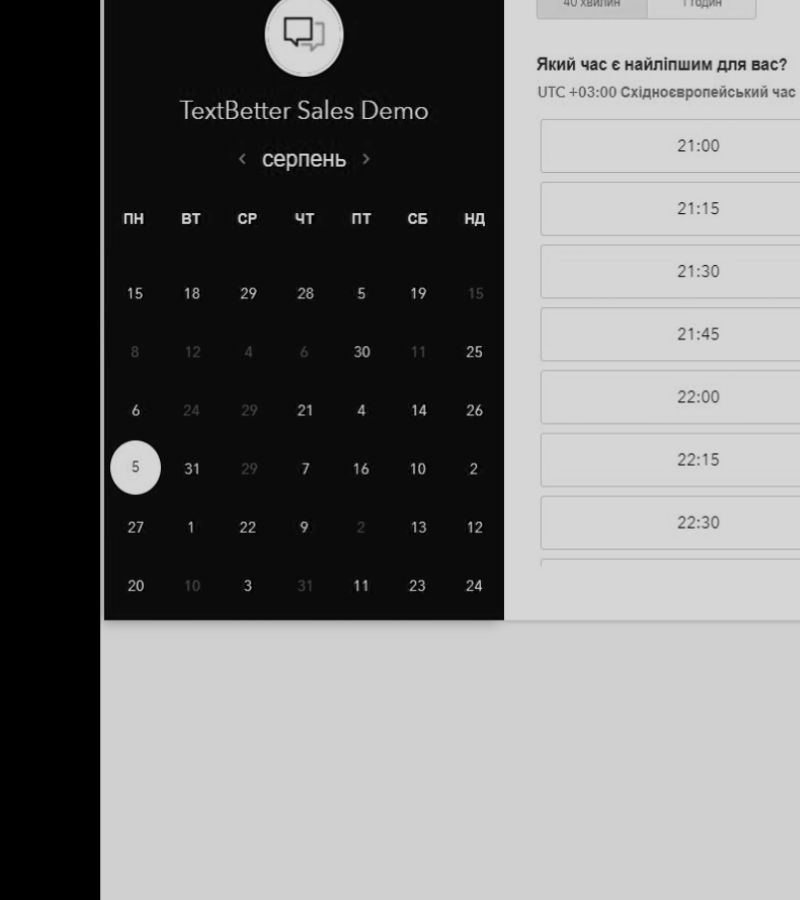 40 хвилин 1 годин
TextBetter Sales Demo
‹ серпень ›
ПН ВТ СР ЧТ ПТ СБ НД
15 18 29 28 5 19 15
8 12 4 6 30 11 25
6 24 29 21 4 14 26
5 31 29 7 16 10 2
27 1 22 9 2 13 12
20 10 3 31 11 23 24
Який час є найліпшим для вас?
UTC +03:00 Східноєвропейський час
21:00
21:15
21:30
21:45
22:00
22:15
22:30